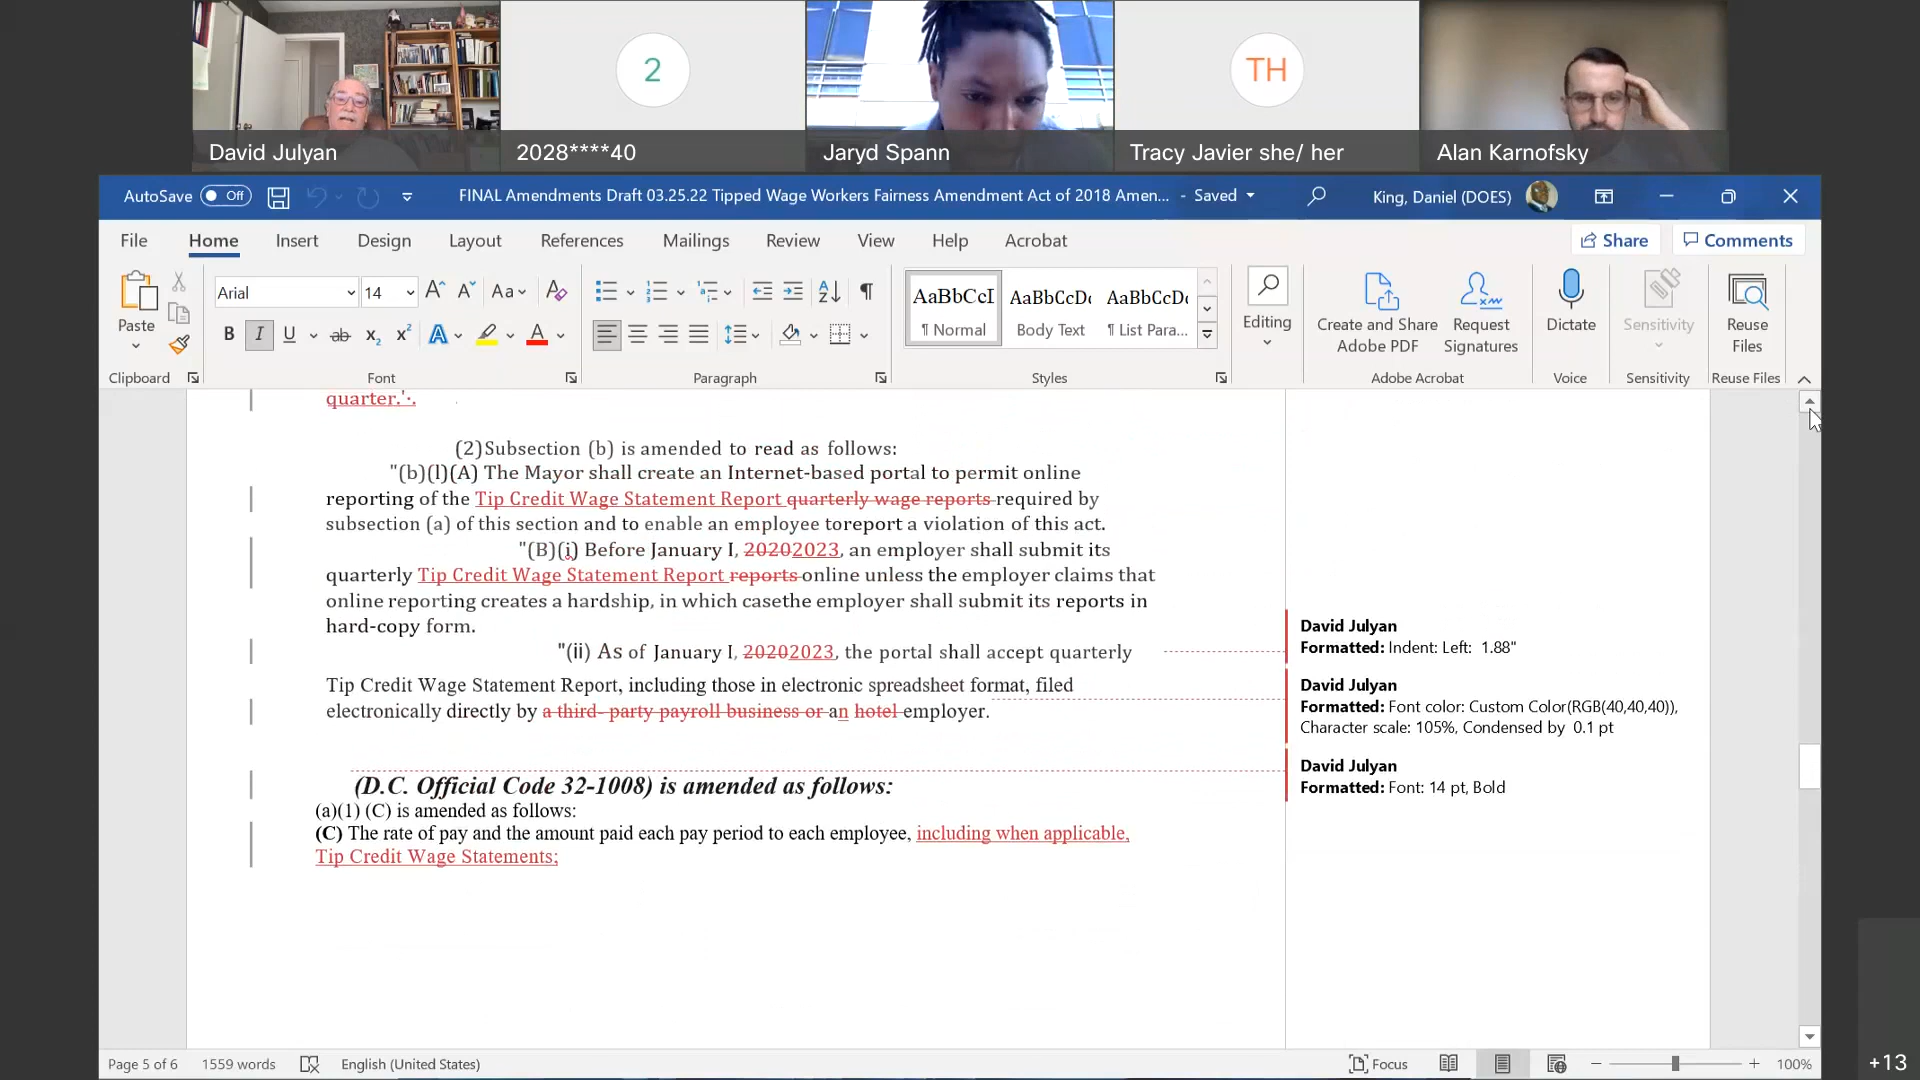 2
TH
David Julyan
2028****40
Jaryd Spann
Tracy Javier she/ her
Alan Karnofsky
AutoSave Off
FINAL Amendments Draft 03.25.22 Tipped Wage Workers Fairness Amendment Act of 2018 Amen... - Saved
King, Daniel (DOES)
File Home Insert Design Layout References Mailings Review View Help Acrobat
Share Comments
Paste
Arial 14
Aa
B I U ab x₂ x²
AaBbCcI AaBbCcDc AaBbCcDc
¶ Normal Body Text ¶ List Para...
Editing
Create and Share Adobe PDF
Request Signatures
Dictate
Sensitivity
Reuse Files
Clipboard Font Paragraph Styles Adobe Acrobat Voice Sensitivity Reuse Files
quarter.'·.
(2)Subsection (b) is amended to read as follows:
"(b)(l)(A) The Mayor shall create an Internet-based portal to permit online
reporting of the Tip Credit Wage Statement Report quarterly wage reports required by
subsection (a) of this section and to enable an employee toreport a violation of this act.
"(B)(i) Before January I, 20202023, an employer shall submit its
quarterly Tip Credit Wage Statement Report reports online unless the employer claims that
online reporting creates a hardship, in which casethe employer shall submit its reports in
hard-copy form.
"(ii) As of January I, 20202023, the portal shall accept quarterly
Tip Credit Wage Statement Report, including those in electronic spreadsheet format, filed
electronically directly by a third- party payroll business or an hotel employer.
(D.C. Official Code 32-1008) is amended as follows:
(a)(1) (C) is amended as follows:
(C) The rate of pay and the amount paid each pay period to each employee, including when applicable,
Tip Credit Wage Statements;
David Julyan
Formatted: Indent: Left: 1.88"
David Julyan
Formatted: Font color: Custom Color(RGB(40,40,40)),
Character scale: 105%, Condensed by 0.1 pt
David Julyan
Formatted: Font: 14 pt, Bold
Page 5 of 6 1559 words English (United States)
Focus
100%
+13